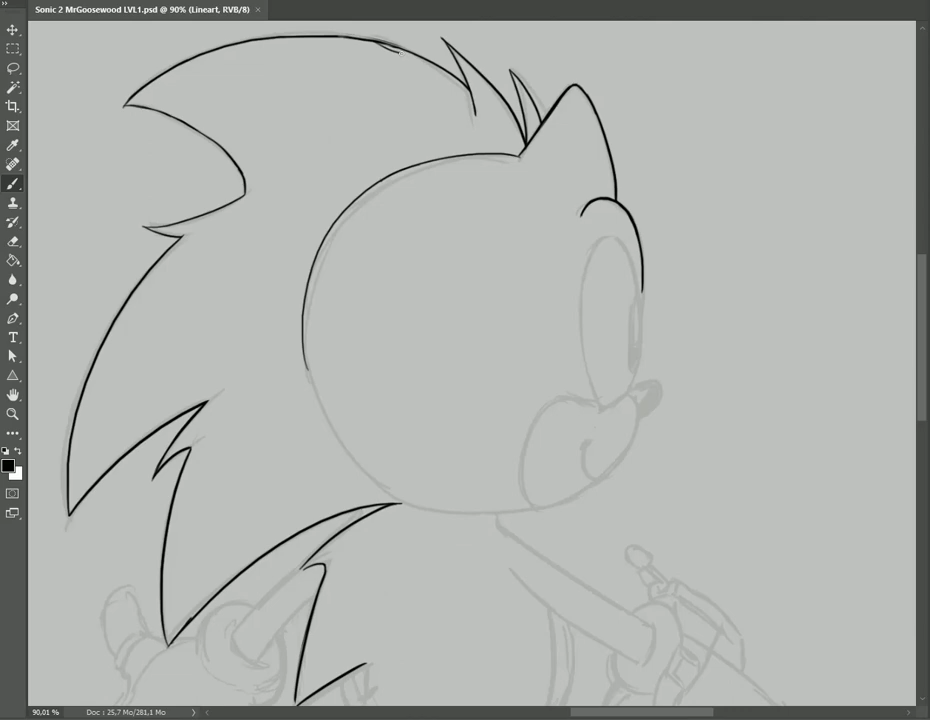 Sonic 2 MrGoosewood LVL1.psd @ 90% (Lineart, RVB/8)
90,01 %
Doc : 25,7 Mo/281,1 Mo